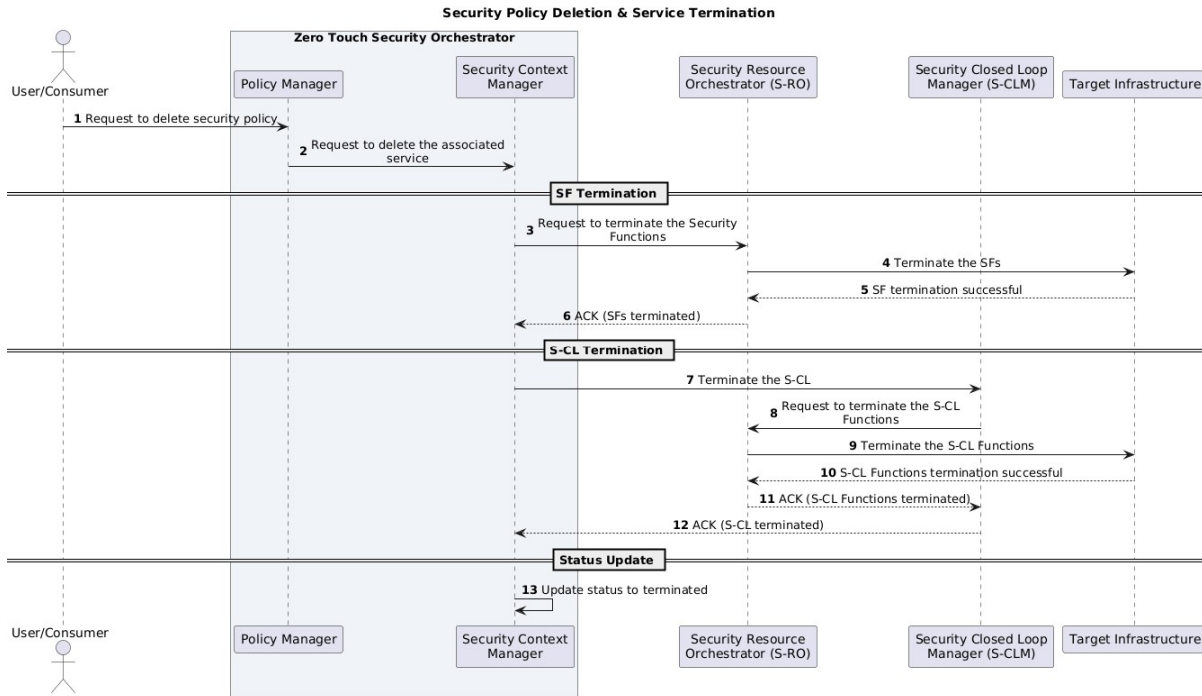 Security Policy Deletion & Service Termination
Zero Touch Security Orchestrator
User/Consumer
Policy Manager
Security Context
Manager
Security Resource
Orchestrator (S-RO)
Security Closed Loop
Manager (S-CLM)
Target Infrastructure
1 Request to delete security policy
2 Request to delete the associated
service
SF Termination
3 Request to terminate the Security
Functions
4 Terminate the SFs
5 SF termination successful
6 ACK (SFs terminated)
S-CL Termination
7 Terminate the S-CL
8 Request to terminate the S-CL
Functions
9 Terminate the S-CL Functions
10 S-CL Functions termination successful
11 ACK (S-CL Functions terminated)
12 ACK (S-CL terminated)
Status Update
13 Update status to terminated
User/Consumer
Policy Manager
Security Context
Manager
Security Resource
Orchestrator (S-RO)
Security Closed Loop
Manager (S-CLM)
Target Infrastructure